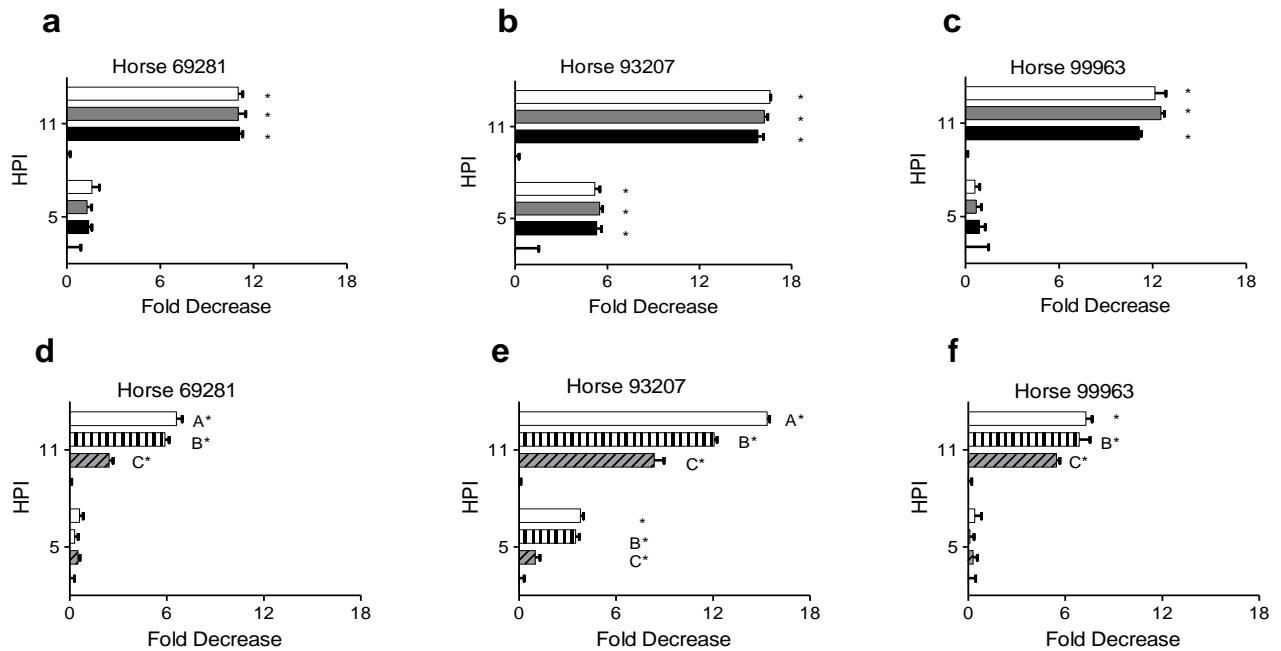 a
Horse 69281
*
*
11
*
HPI
5
0 6 12 18
Fold Decrease
b
Horse 93207
*
*
11
*
HPI
*
*
5
*
0 6 12 18
Fold Decrease
c
Horse 99963
*
*
11
*
HPI
5
0 6 12 18
Fold Decrease
d
Horse 69281
A*
B*
11
C*
HPI
5
0 6 12 18
Fold Decrease
e
Horse 93207
A*
B*
11
C*
HPI
*
B*
5
C*
0 6 12 18
Fold Decrease
f
Horse 99963
*
B*
11
C*
HPI
5
0 6 12 18
Fold Decrease